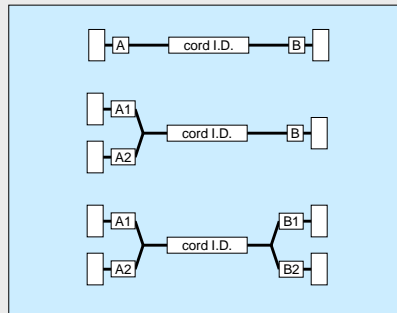 A cord I.D. B
A1
cord I.D. B
A2
A1 B1
cord I.D.
A2 B2